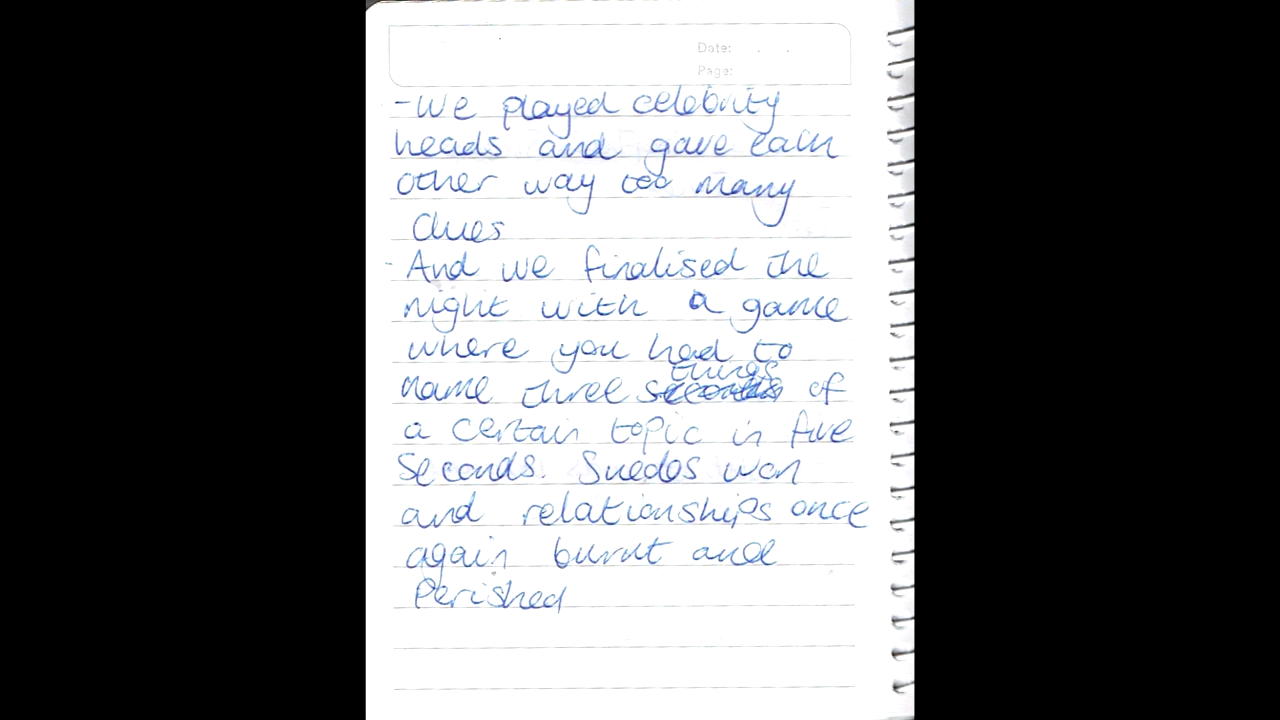 Date: . .
Page:
- We played celebrity
heads and gave each
other way too many
clues
- And we finalised the
night with a game
where you had to
things
name three seconds of
a certain topic in five
seconds. Suedes won
and relationships once
again burnt and
Perished